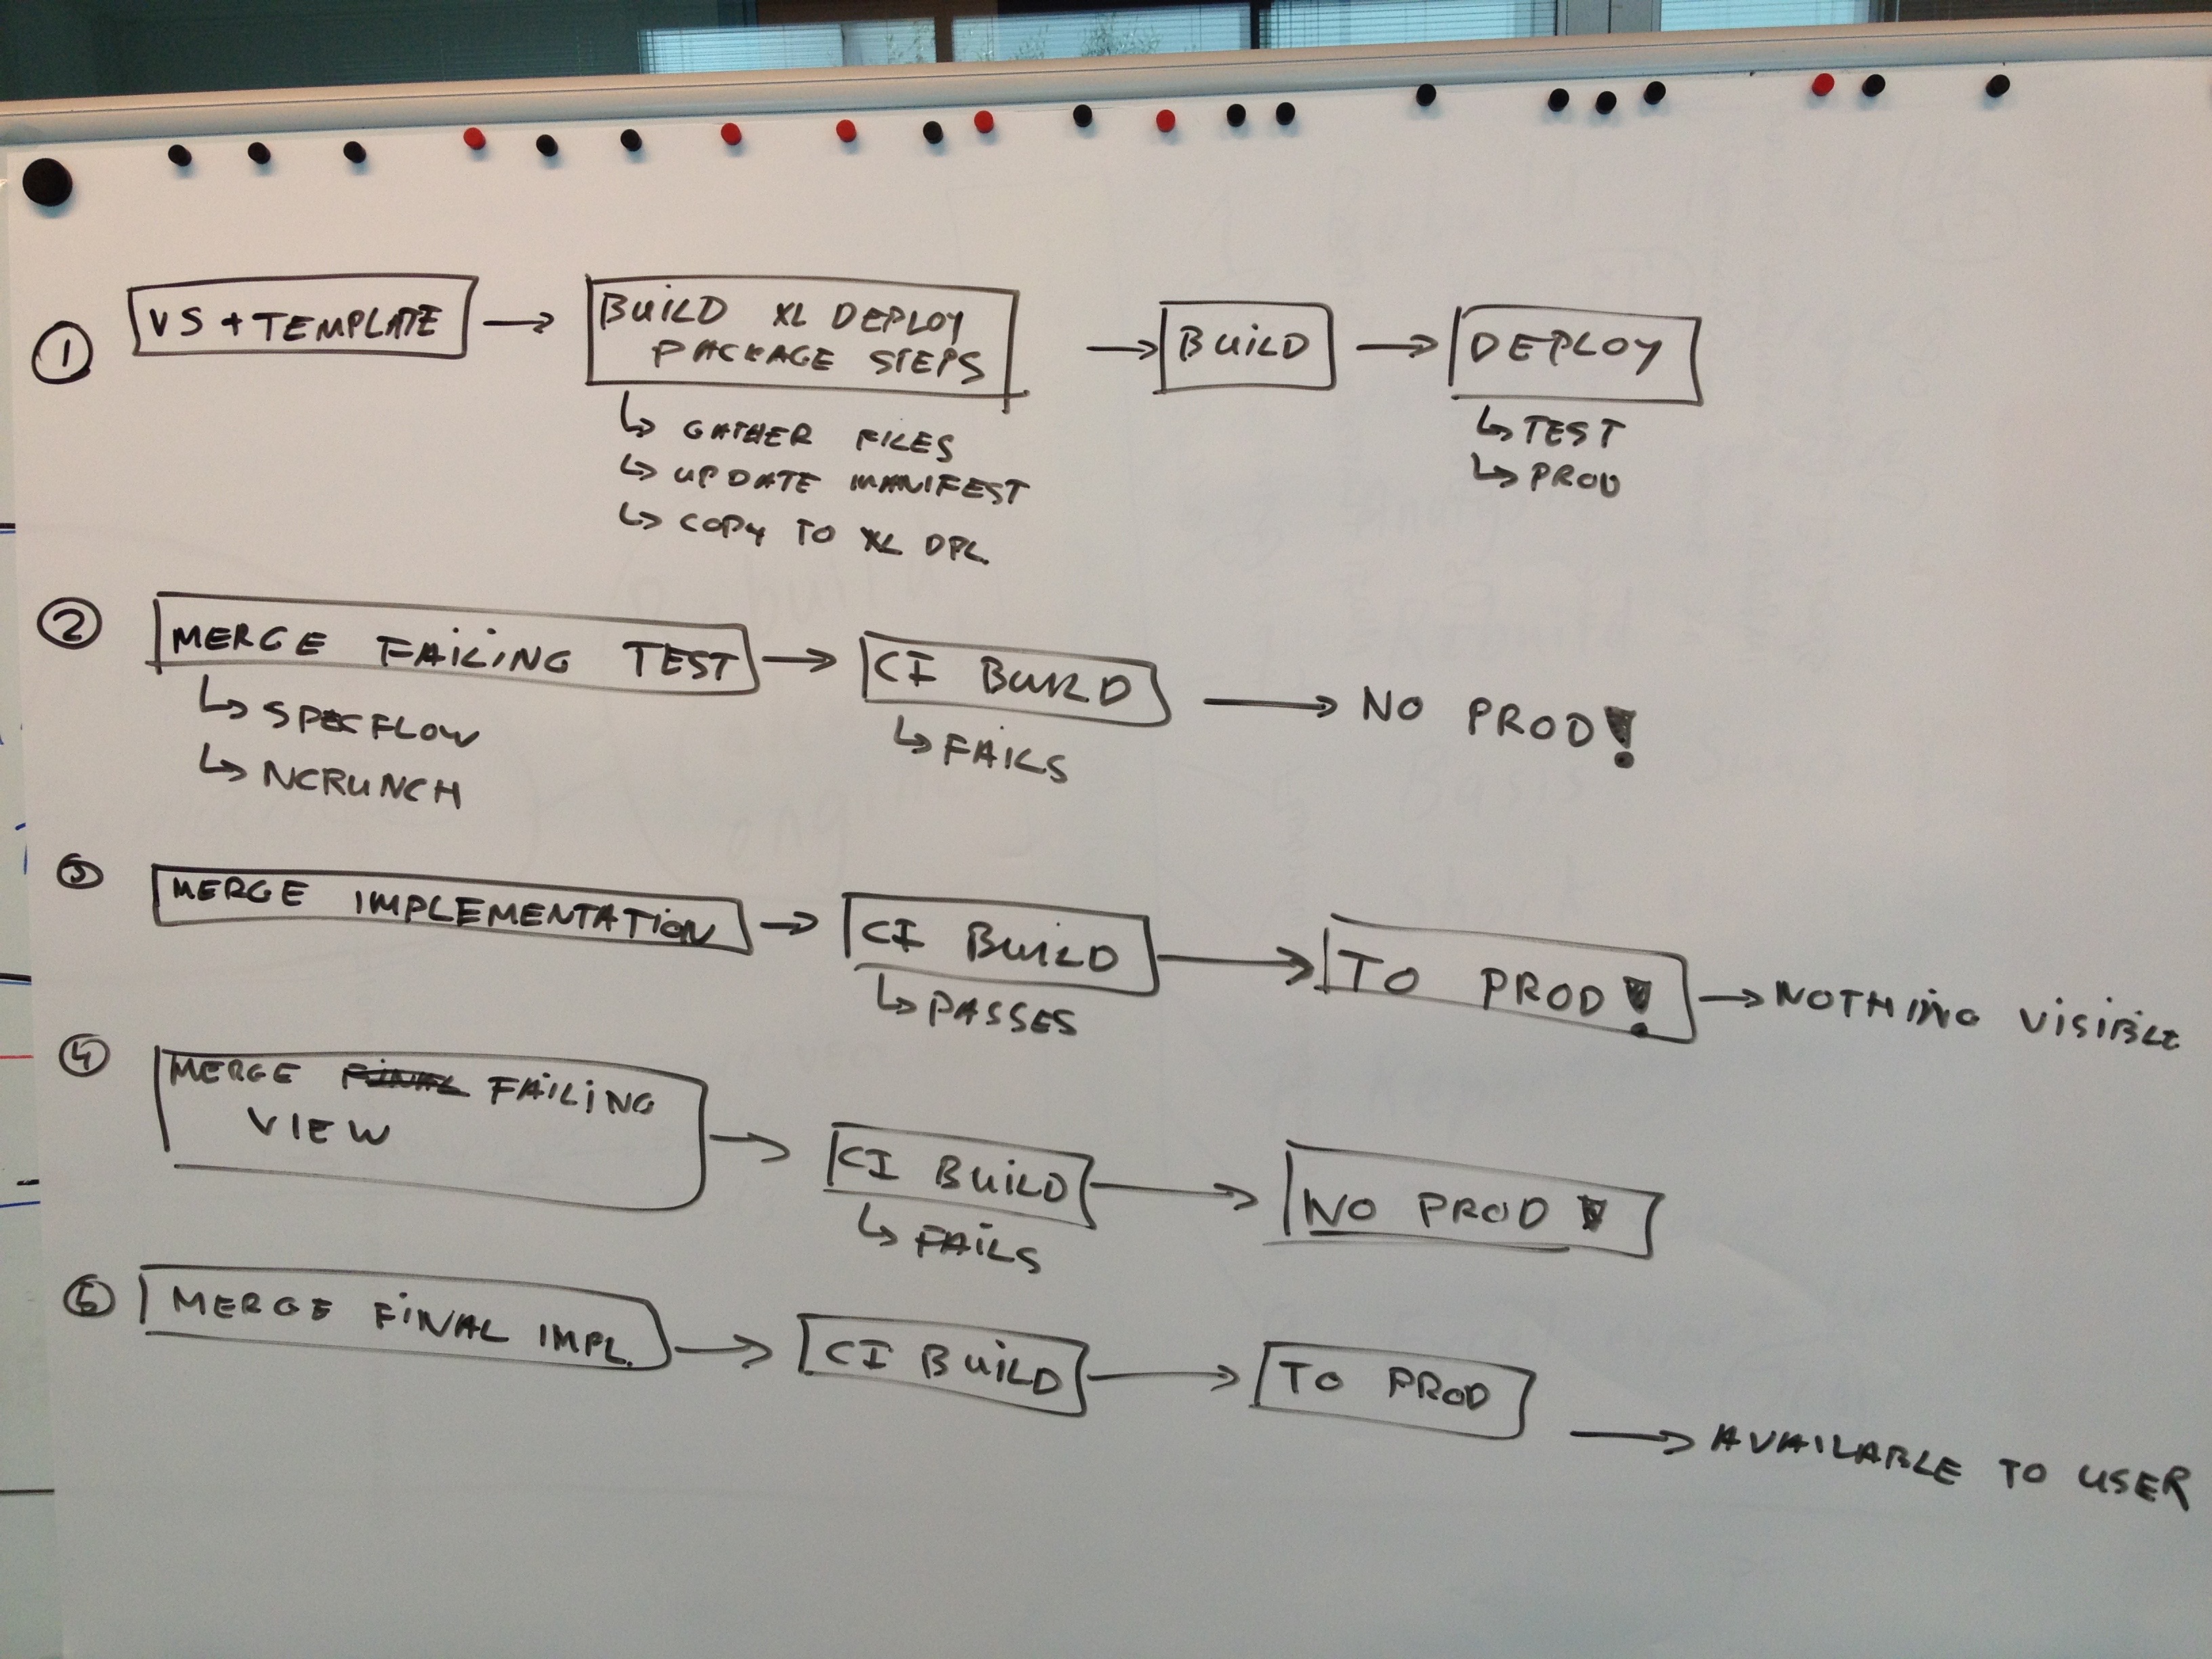 ① VS + TEMPLATE → BUILD XL DEPLOY PACKAGE STEPS → BUILD → DEPLOY
↳ GATHER FILES
↳ UPDATE MANIFEST
↳ COPY TO XL DPL.
↳ TEST
↳ PROD
② MERGE FAILING TEST → CI BUILD → NO PROD!
↳ SPECFLOW
↳ NCRUNCH
↳ FAILS
③ MERGE IMPLEMENTATION → CI BUILD → TO PROD! → NOTHING VISIBLE
↳ PASSES
④ MERGE FINAL FAILING
VIEW → CI BUILD → NO PROD!
↳ FAILS
⑤ MERGE FINAL IMPL. → CI BUILD → TO PROD → AVAILABLE TO USER